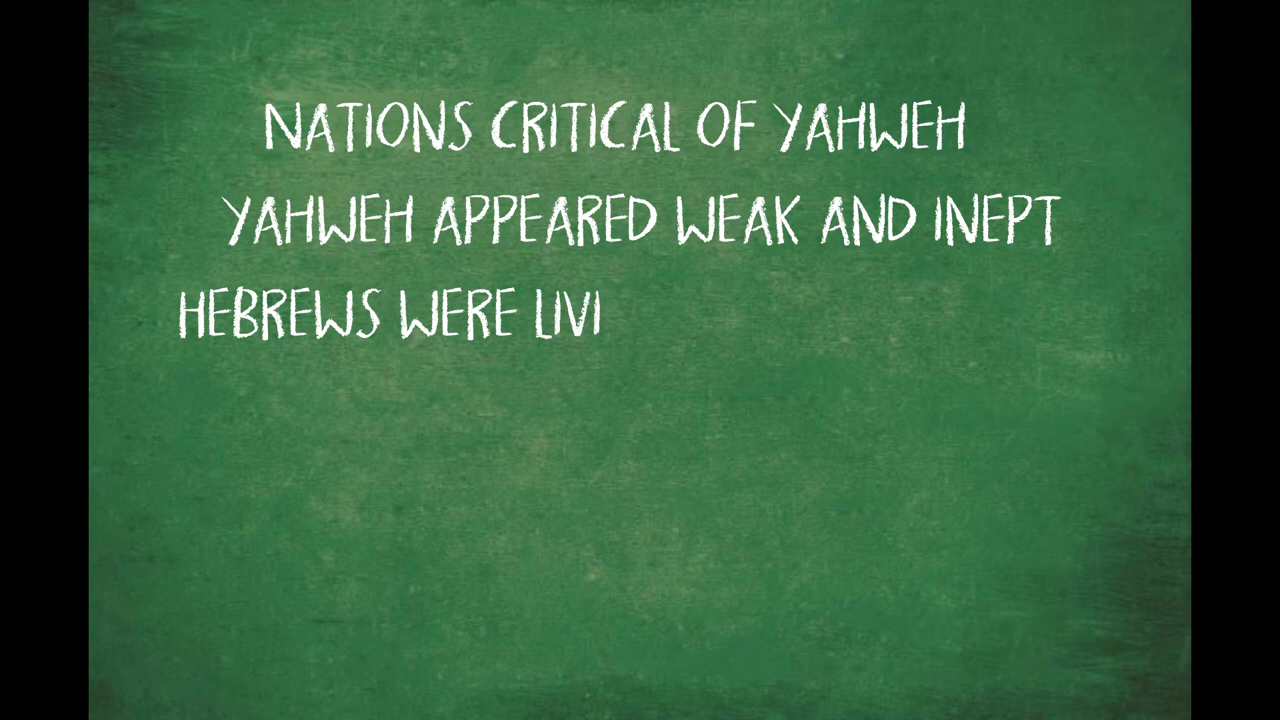 NATIONS CRITICAL OF YAHWEH
YAHWEH APPEARED WEAK AND INEPT
HEBREWS WERE LIVI